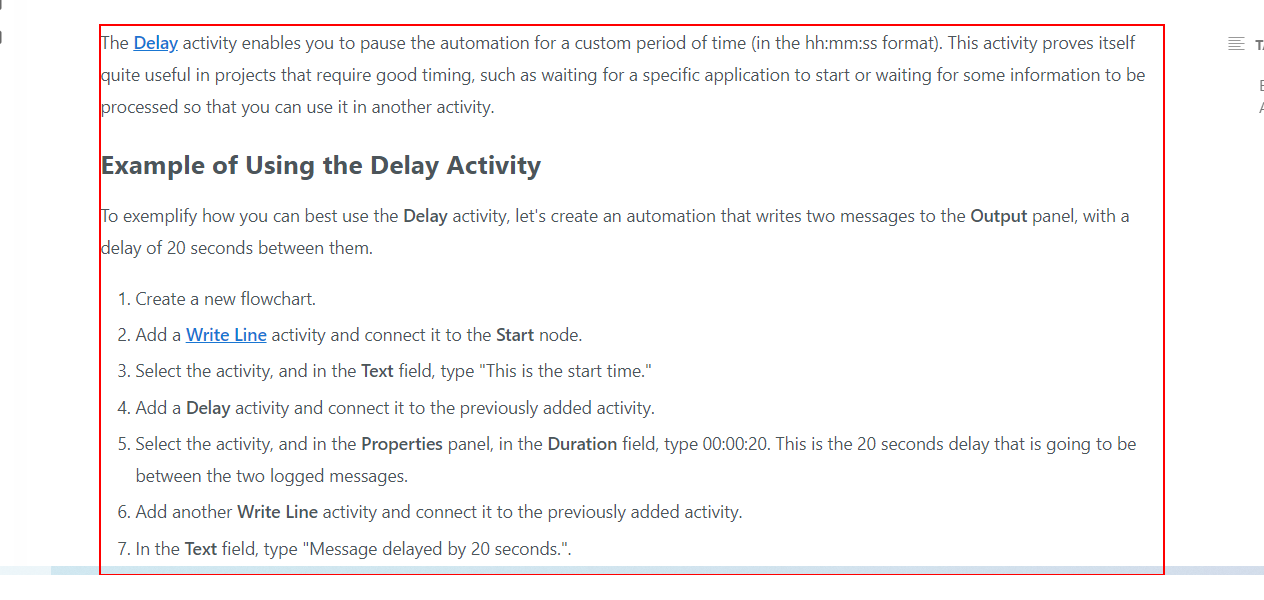 The Delay activity enables you to pause the automation for a custom period of time (in the hh:mm:ss format). This activity proves itself
quite useful in projects that require good timing, such as waiting for a specific application to start or waiting for some information to be
processed so that you can use it in another activity.
Example of Using the Delay Activity
To exemplify how you can best use the Delay activity, let's create an automation that writes two messages to the Output panel, with a
delay of 20 seconds between them.
1. Create a new flowchart.
2. Add a Write Line activity and connect it to the Start node.
3. Select the activity, and in the Text field, type "This is the start time."
4. Add a Delay activity and connect it to the previously added activity.
5. Select the activity, and in the Properties panel, in the Duration field, type 00:00:20. This is the 20 seconds delay that is going to be
between the two logged messages.
6. Add another Write Line activity and connect it to the previously added activity.
7. In the Text field, type "Message delayed by 20 seconds.".